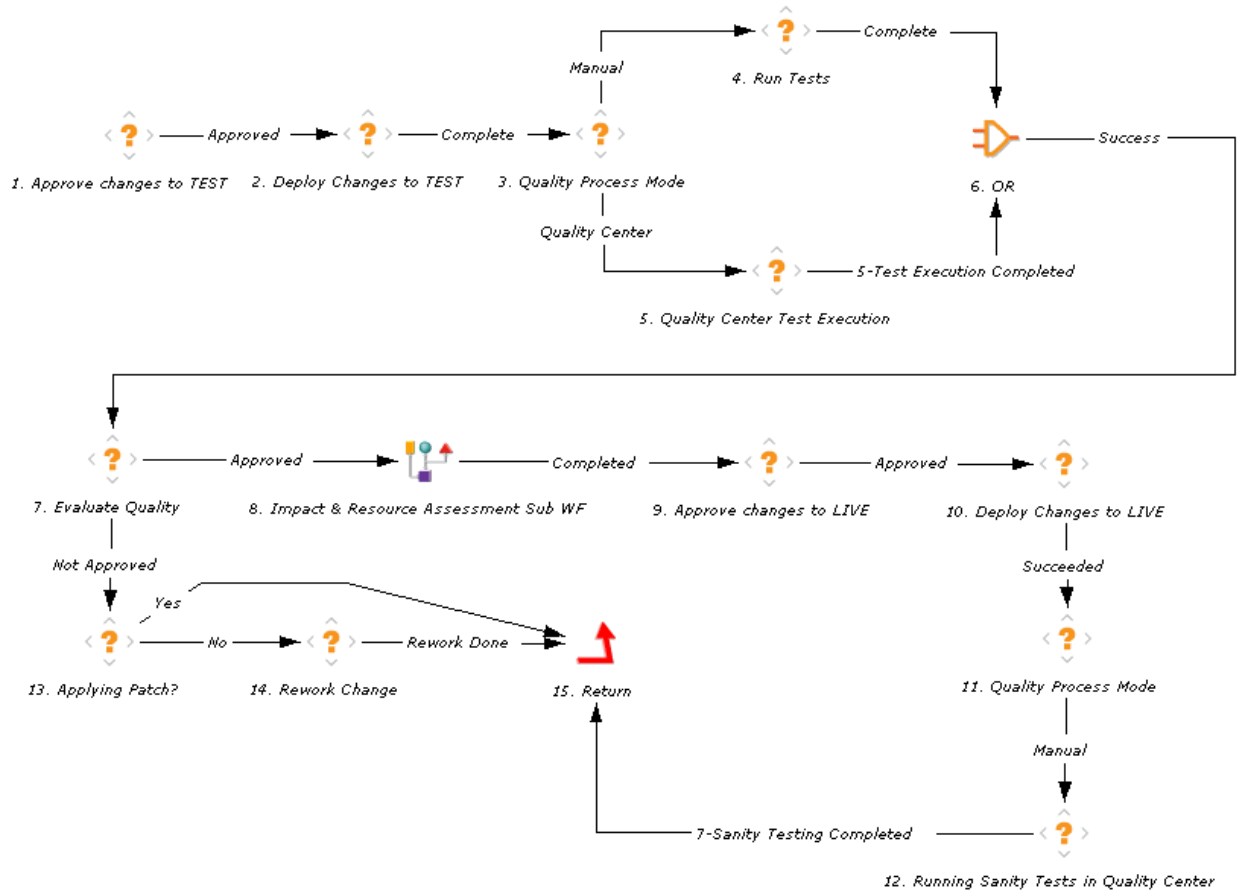 Complete
Manual
4. Run Tests
Approved
Complete
Success
1. Approve changes to TEST
2. Deploy Changes to TEST
3. Quality Process Mode
6. OR
Quality Center
5-Test Execution Completed
5. Quality Center Test Execution
Approved
Completed
Approved
7. Evaluate Quality
8. Impact & Resource Assessment Sub WF
9. Approve changes to LIVE
10. Deploy Changes to LIVE
Not Approved
Succeeded
Yes
No
Rework Done
13. Applying Patch?
14. Rework Change
15. Return
11. Quality Process Mode
Manual
7-Sanity Testing Completed
12. Running Sanity Tests in Quality Center